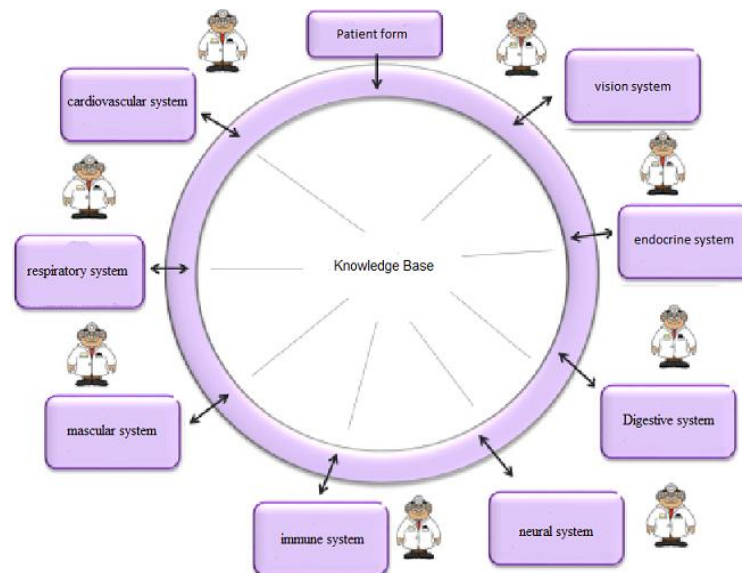 Patient form
cardiovascular system
vision system
endocrine system
respiratory system
Knowledge Base
mascular system
Digestive system
immune system
neural system